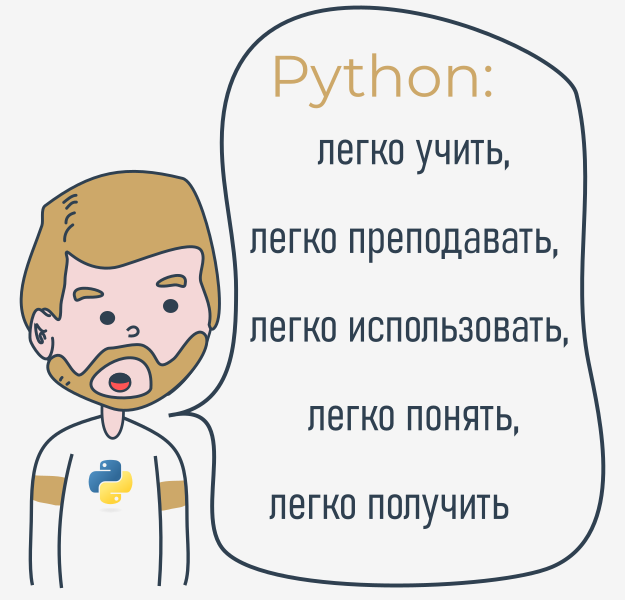 Python:
легко учить,
легко преподавать,
легко использовать,
легко понять,
легко получить